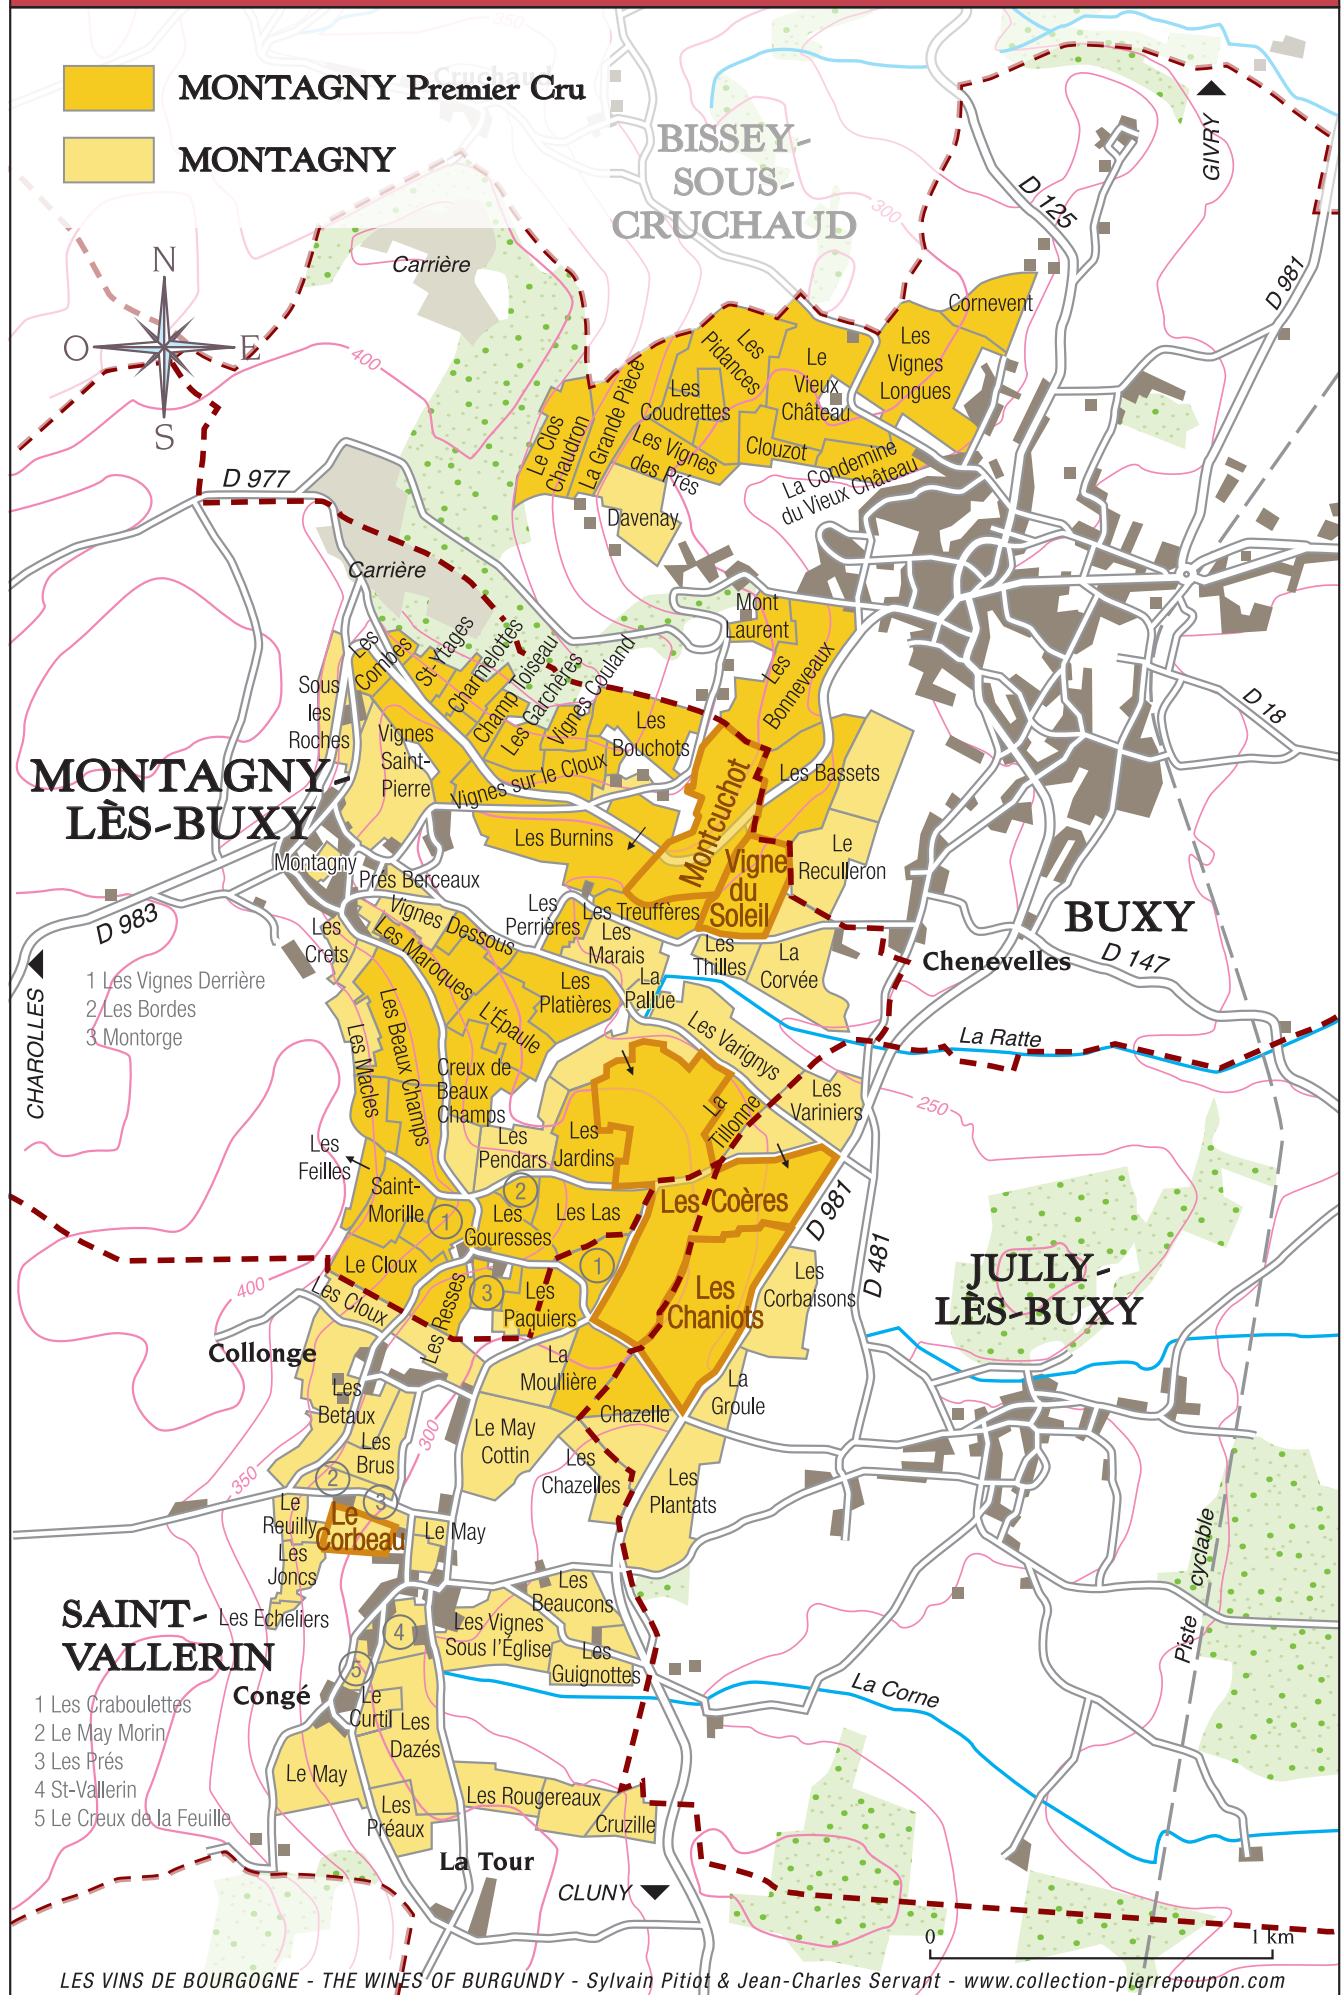 350
Cruchaud
MONTAGNY Premier Cru
MONTAGNY
BISSEY-
SOUS-
CRUCHAUD
300
GIVRY
D 125
D 981
N
O
E
S
Carrière
400
Cornevent
Les
Vignes
Longues
Les
Pidances
Le
Vieux
Château
Les
Coudrettes
La Grande Pièce
Le Clos
Chaudron
Les Vignes
des Prés
Clouzot
La Condemine
du Vieux Château
Davenay
D 977
Carrière
Mont
Laurent
Les
Bonneveaux
Les
Combes
St-Ytages
Charmelottes
Champ Toiseau
Les Garchères
Vignes Couland
Les
Bouchots
Sous
les
Roches
Vignes
Saint-
Pierre
Vignes sur le Cloux
D 18
MONTAGNY-
LÈS-BUXY
Les Burnins
Montcuchot
Les Bassets
Le
Reculleron
Vigne
du
Soleil
Montagny
Prés Berceaux
Les
Perrières
Les Treuffères
Vignes Dessous
Les
Marais
Les
Thilles
La
Corvée
BUXY
Chenevelles
D 147
D 983
CHAROLLES
Les
Crets
Les Maroques
Les
Platières
La
Pallue
1 Les Vignes Derrière
2 Les Bordes
3 Montorge
Les Beaux Champs
L'Épaule
Les Varignys
La Ratte
Les Macles
Creux de
Beaux
Champs
La
Tillonne
Les
Variniers
250
Les
Pendars
Les
Jardins
Les
Feilles
Saint-
Morille
1
2
Les
Gouresses
Les Las
Les Coères
D 981
D 481
Le Cloux
1
3
Les Cloux
Les Resses
Les
Paquiers
Les
Chaniots
Les
Corbaisons
JULLY-
LÈS-BUXY
400
Collonge
La
Moullière
La
Groule
Les
Betaux
Chazelle
Le May
Cottin
300
Les
Brus
Les
Chazelles
Les
Plantats
350
2
3
Le
Reuilly
Le
Corbeau
Le May
Les
Joncs
Piste
cyclable
SAINT-
VALLERIN
Les Echeliers
Les
Beaucons
4
Les Vignes
Sous l'Église
Les
Guignottes
5
Congé
La Corne
1 Les Craboulettes
2 Le May Morin
3 Les Prés
4 St-Vallerin
5 Le Creux de la Feuille
Le
Curtil
Les
Dazés
Le May
Les
Préaux
Les Rougereaux
Cruzille
La Tour
CLUNY
0
1 km
LES VINS DE BOURGOGNE - THE WINES OF BURGUNDY - Sylvain Pitiot & Jean-Charles Servant - www.collection-pierrepoupon.com